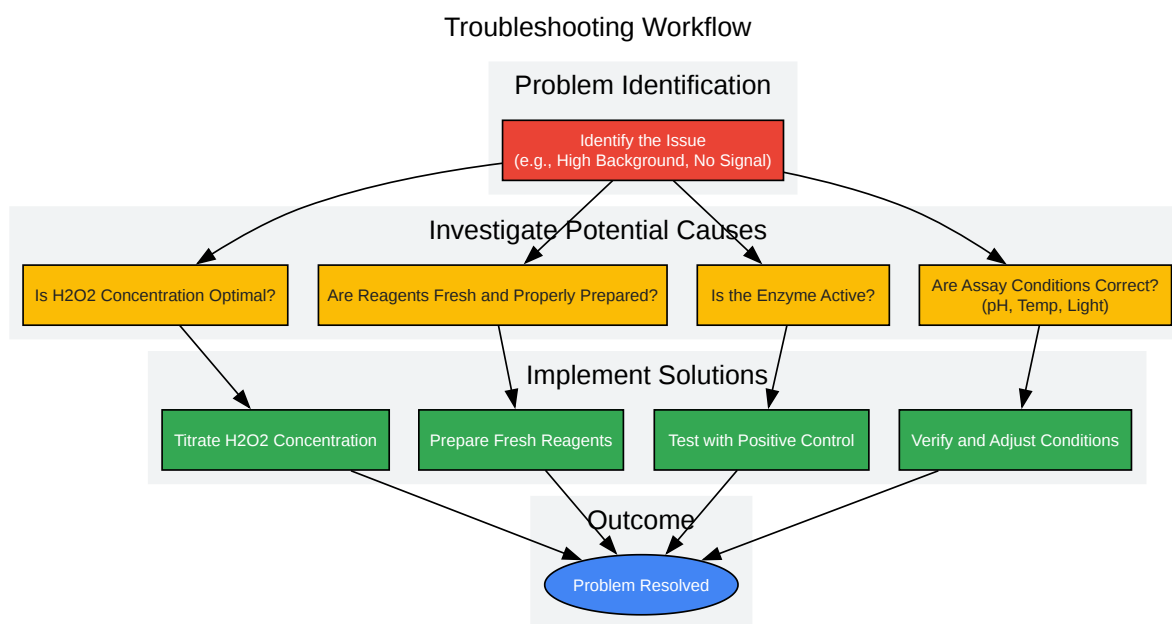 Troubleshooting Workflow
Problem Identification
Identify the Issue
(e.g., High Background, No Signal)
Investigate Potential Causes
Is H2O2 Concentration Optimal?
Are Reagents Fresh and Properly Prepared?
Is the Enzyme Active?
Are Assay Conditions Correct?
(pH, Temp, Light)
Implement Solutions
Titrate H2O2 Concentration
Prepare Fresh Reagents
Test with Positive Control
Verify and Adjust Conditions
Outcome
Problem Resolved